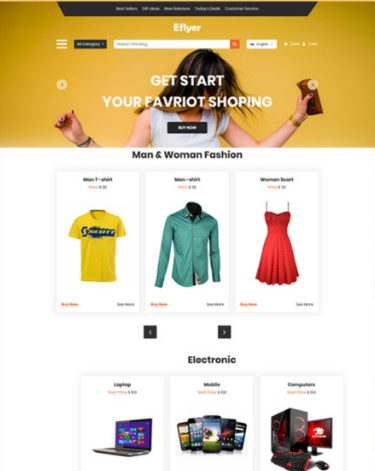 Best Sellers Gift Ideas New Releases Today's Deals Customer Service
Eflyer
All Category Search this blog English CART CART
GET START
YOUR FAVRIOT SHOPING
BUY NOW
Man & Woman Fashion
Man T-shirt Man -shirt Woman Scart
Price $ 30 Price $ 30 Price $ 30
SCOTT
Buy Now See More Buy Now See More Buy Now See More
Electronic
Laptop Mobile Computers
Start Price $ 100 Start Price $ 100 Start Price $ 100